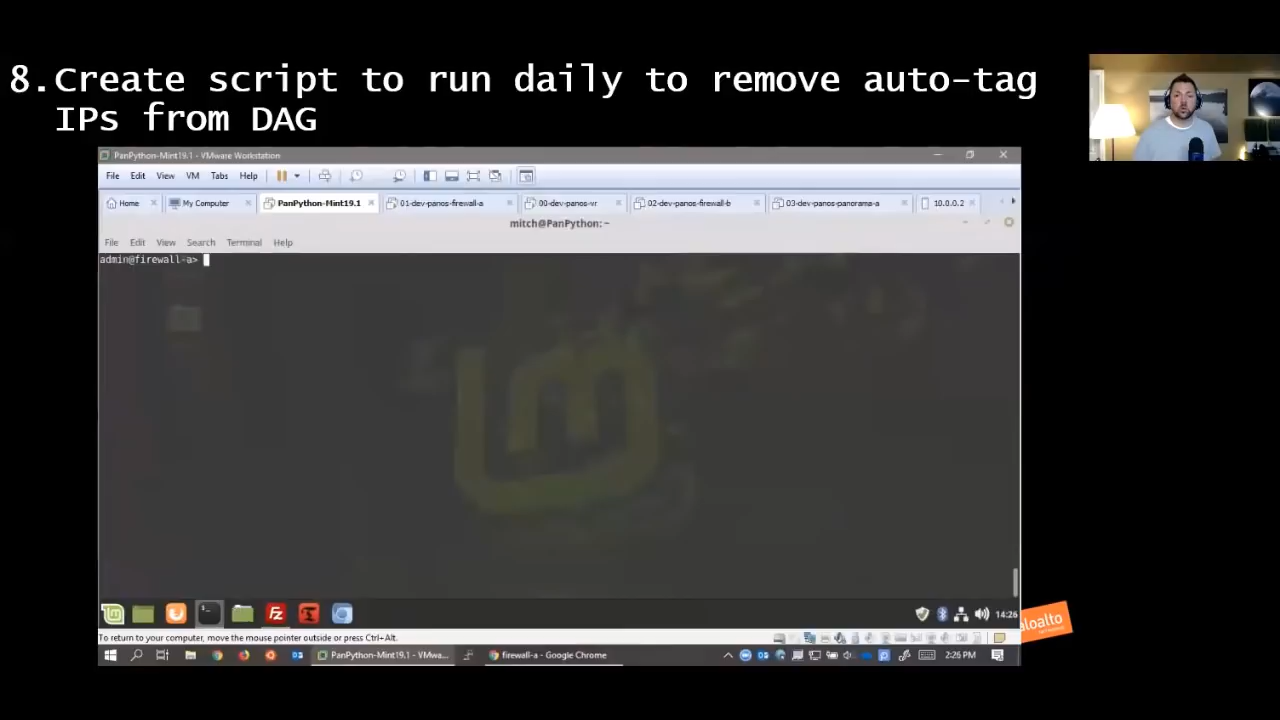 8.Create script to run daily to remove auto-tag
IPs from DAG
PanPython-Mint19.1 - VMware Workstation
File Edit View VM Tabs Help
Home My Computer PanPython-Mint19.1 01-dev-panos-firewall-a 00-dev-panos-vr 02-dev-panos-firewall-b 03-dev-panos-panorama-a 10.0.0.2
mitch@PanPython: ~
File Edit View Search Terminal Help
admin@firewall-a>
14:26
aloalto
To return to your computer, move the mouse pointer outside or press Ctrl+Alt.
PanPython-Mint19.1 - VMwa... firewall-a - Google Chrome 2:26 PM